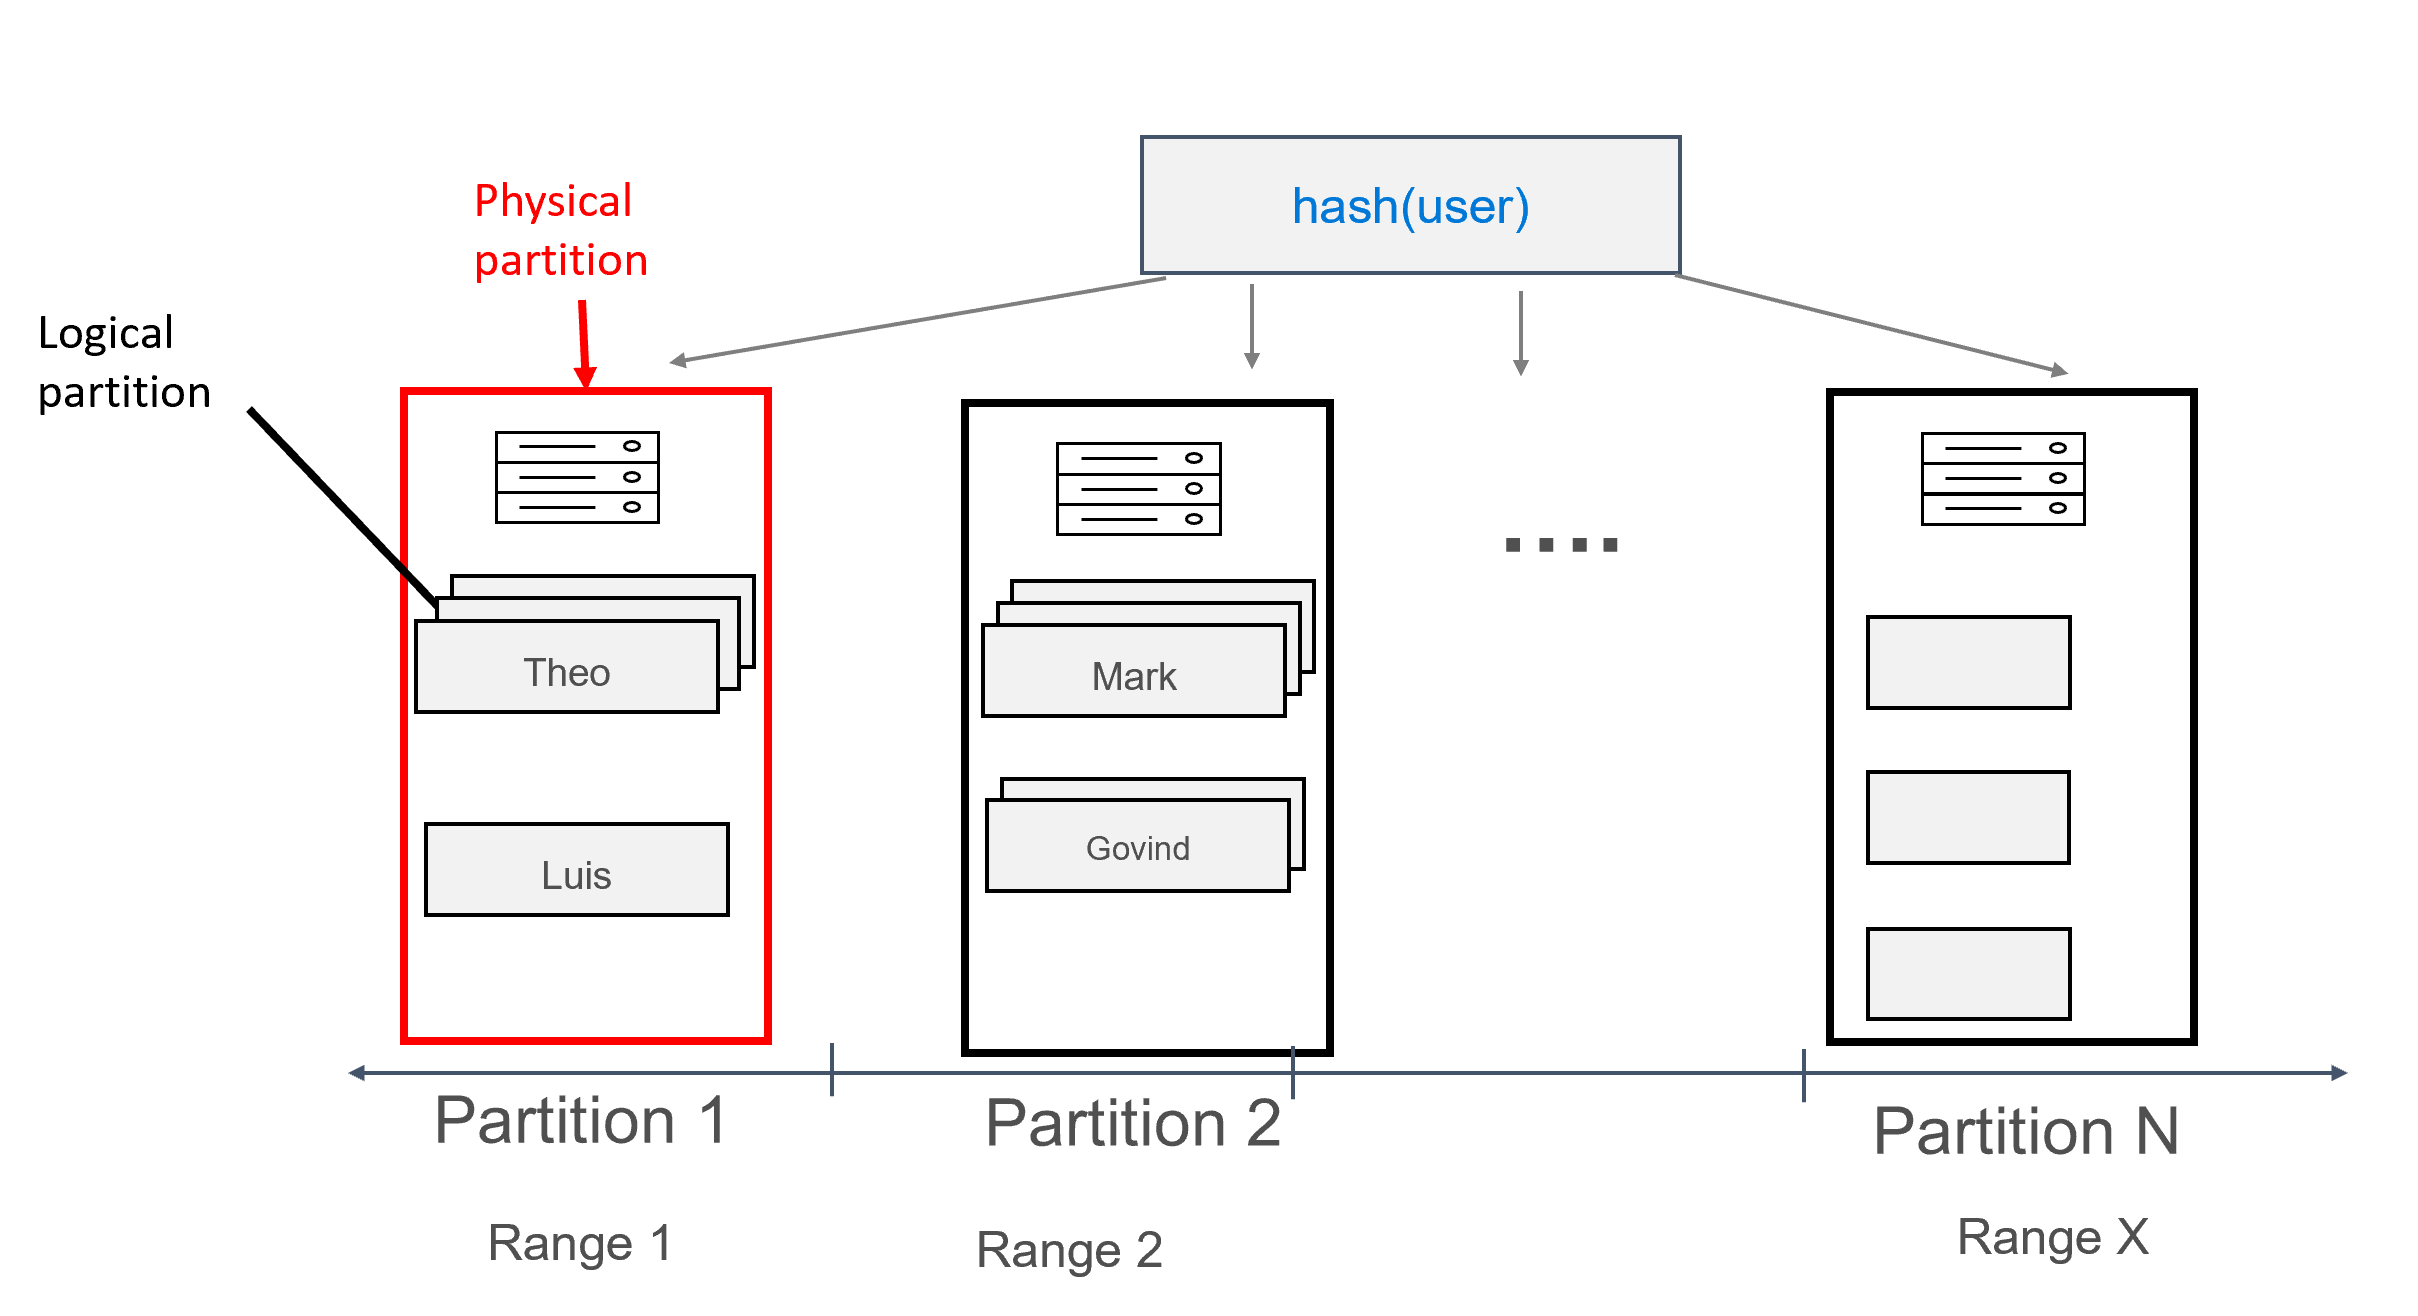 hash(user)
Physical
partition
Logical
partition
Theo
Luis
Mark
Govind
....
Partition 1
Partition 2
Partition N
Range 1
Range 2
Range X